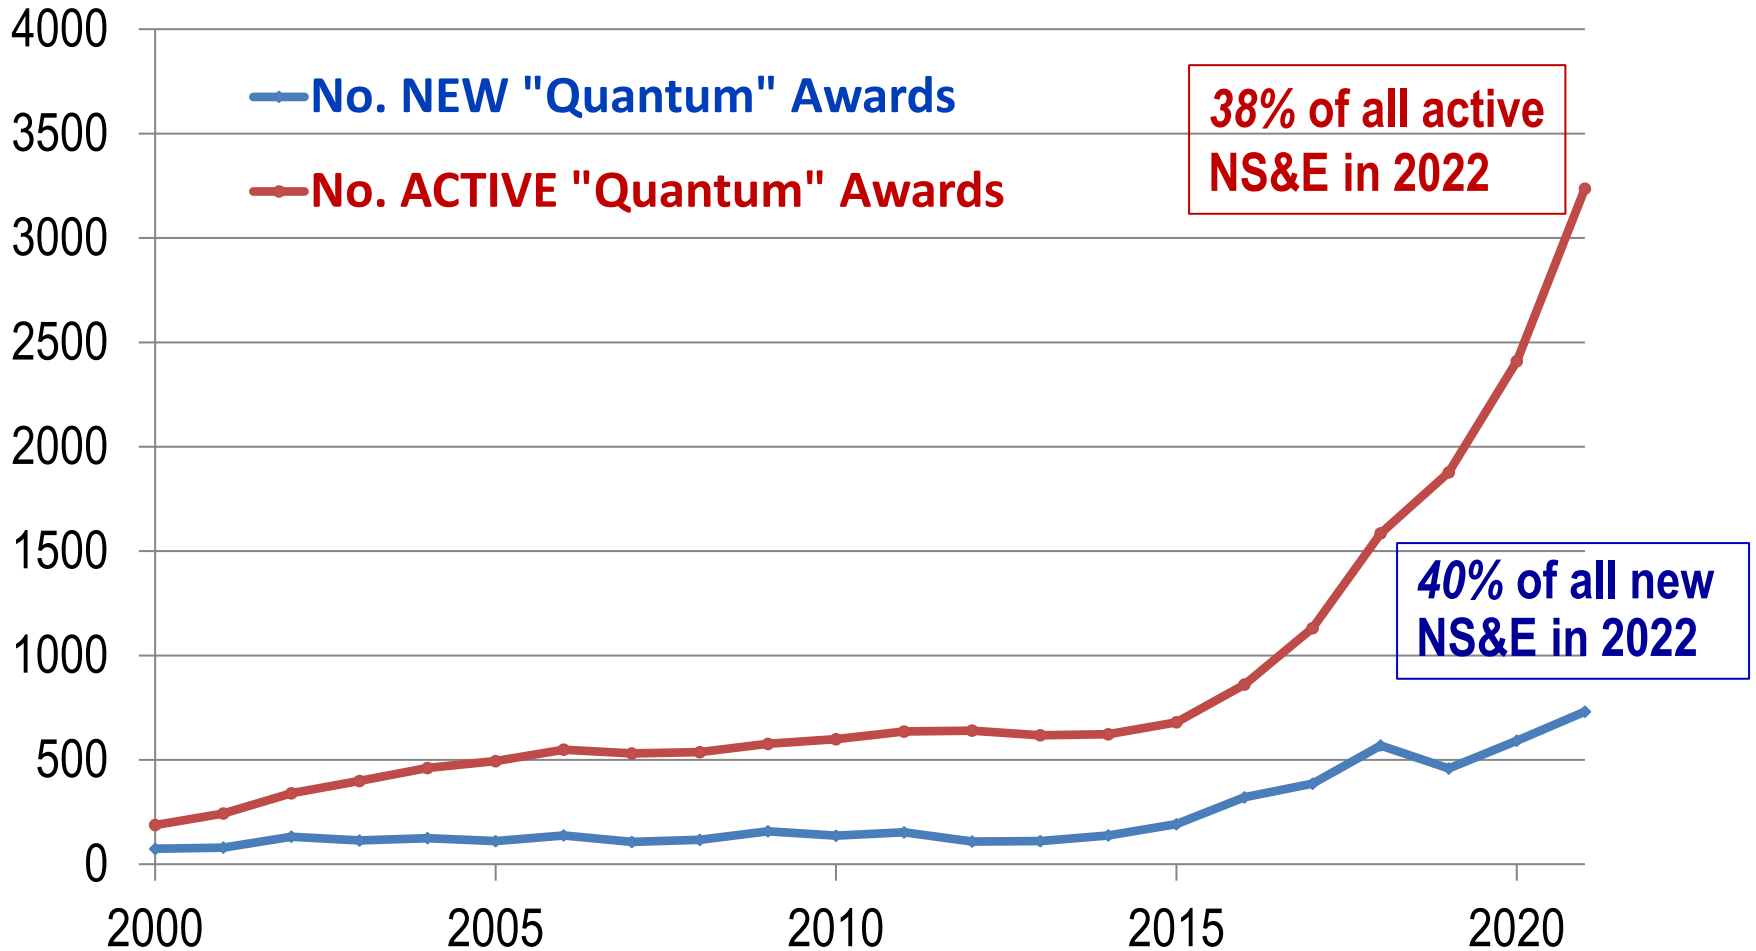 4000
3500
3000
2500
2000
1500
1000
500
0
No. NEW "Quantum" Awards
No. ACTIVE "Quantum" Awards
38% of all active
NS&E in 2022
40% of all new
NS&E in 2022
2000
2005
2010
2015
2020